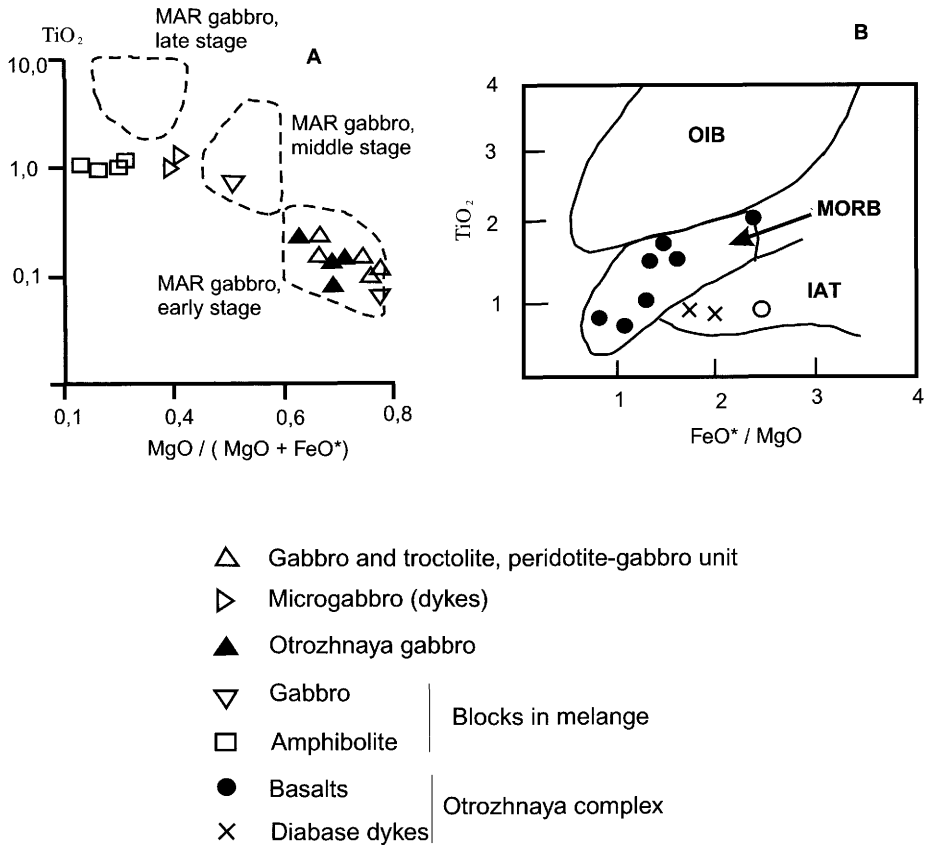 MAR gabbro,
late stage
TiO2
A
10,0
MAR gabbro,
middle stage
1,0
0,1
MAR gabbro,
early stage
0,1
0,4
0,6
0,8
MgO / ( MgO + FeO*)
B
4
OIB
3
TiO2
2
MORB
IAT
1
1
2
3
4
FeO* / MgO
Gabbro and troctolite, peridotite-gabbro unit
Microgabbro (dykes)
Otrozhnaya gabbro
Gabbro
Blocks in melange
Amphibolite
Basalts
Otrozhnaya complex
Diabase dykes